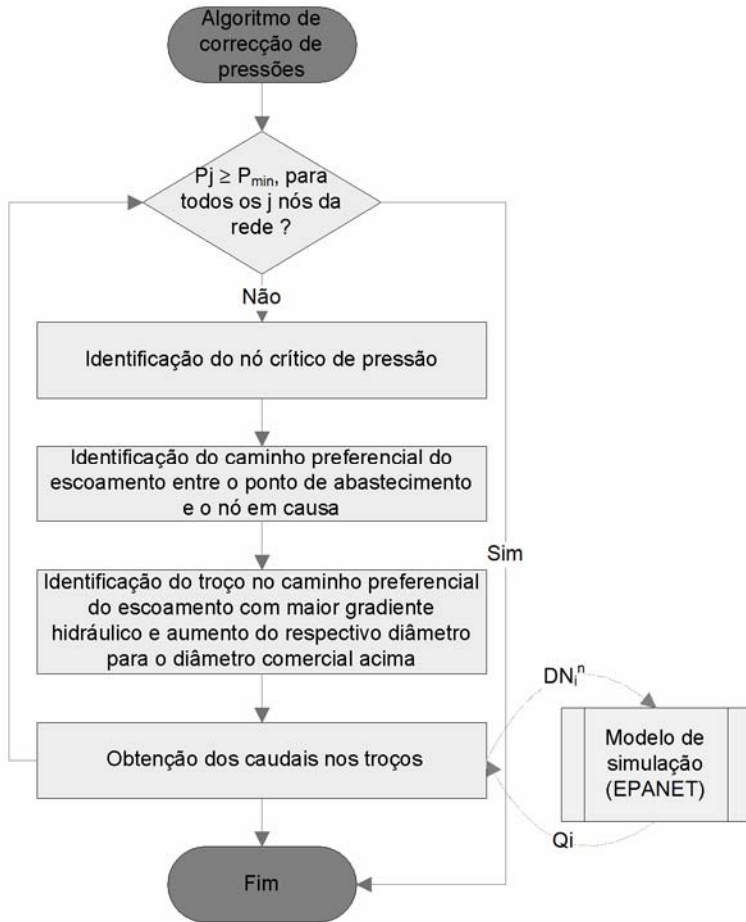 Algoritmo de
correcção de
pressões
Pj ≥ Pmin, para
todos os j nós da
rede ?
Não
Identificação do nó crítico de pressão
Identificação do caminho preferencial do
escoamento entre o ponto de abastecimento
e o nó em causa
Sim
Identificação do troço no caminho preferencial
do escoamento com maior gradiente
hidráulico e aumento do respectivo diâmetro
para o diâmetro comercial acima
DNiⁿ
Obtenção dos caudais nos troços
Modelo de
simulação
(EPANET)
Qi
Fim